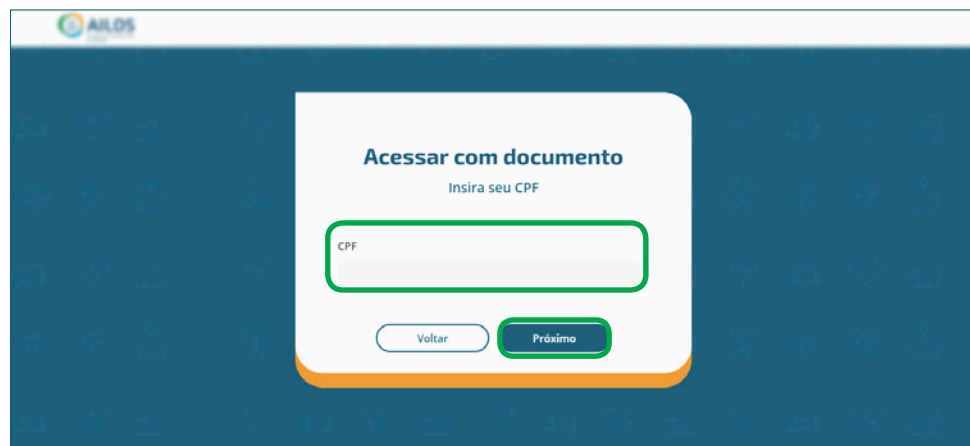 AILOS
Acessar com documento
Insira seu CPF
CPF
Voltar
Próximo